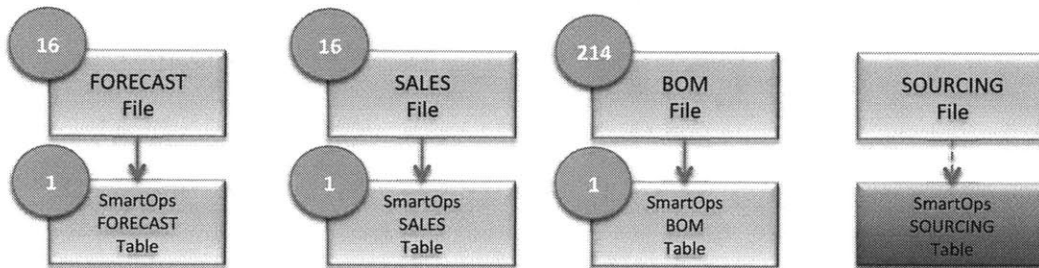 16
FORECAST
File
16
SALES
File
214
BOM
File
SOURCING
File
1
SmartOps
FORECAST
Table
1
SmartOps
SALES
Table
1
SmartOps
BOM
Table
SmartOps
SOURCING
Table